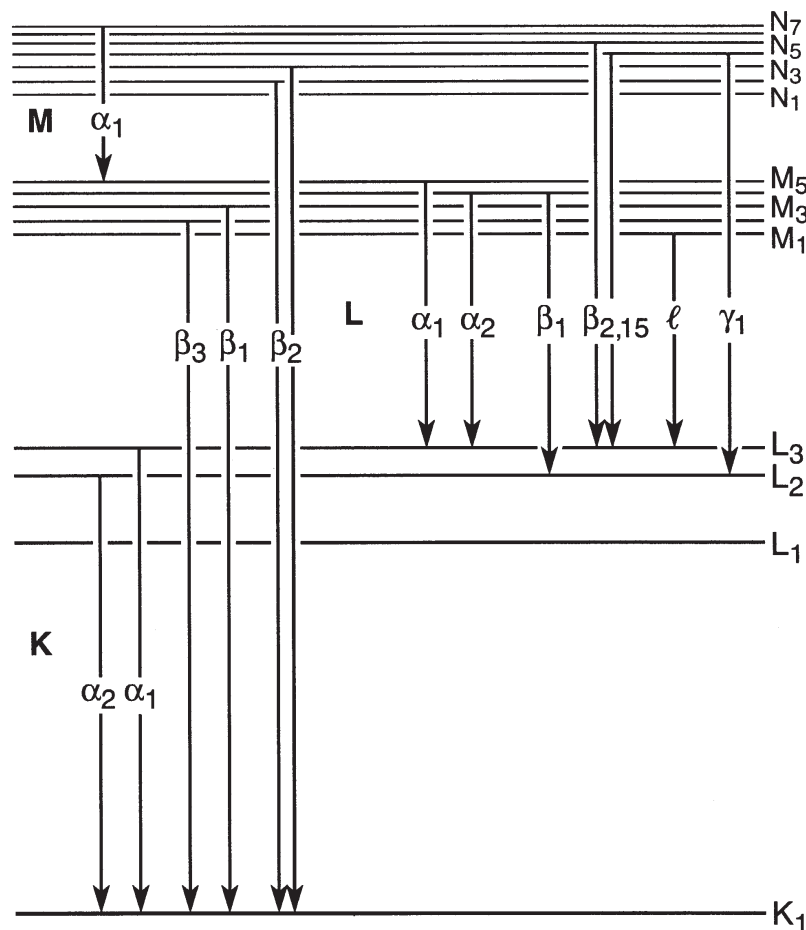 N₇
N₅
N₃
N₁
M α₁
M₅
M₃
M₁
L α₁ α₂ β₁ β₂,₁₅ ℓ γ₁
β₃ β₁ β₂
L₃
L₂
L₁
K
α₂ α₁
K₁